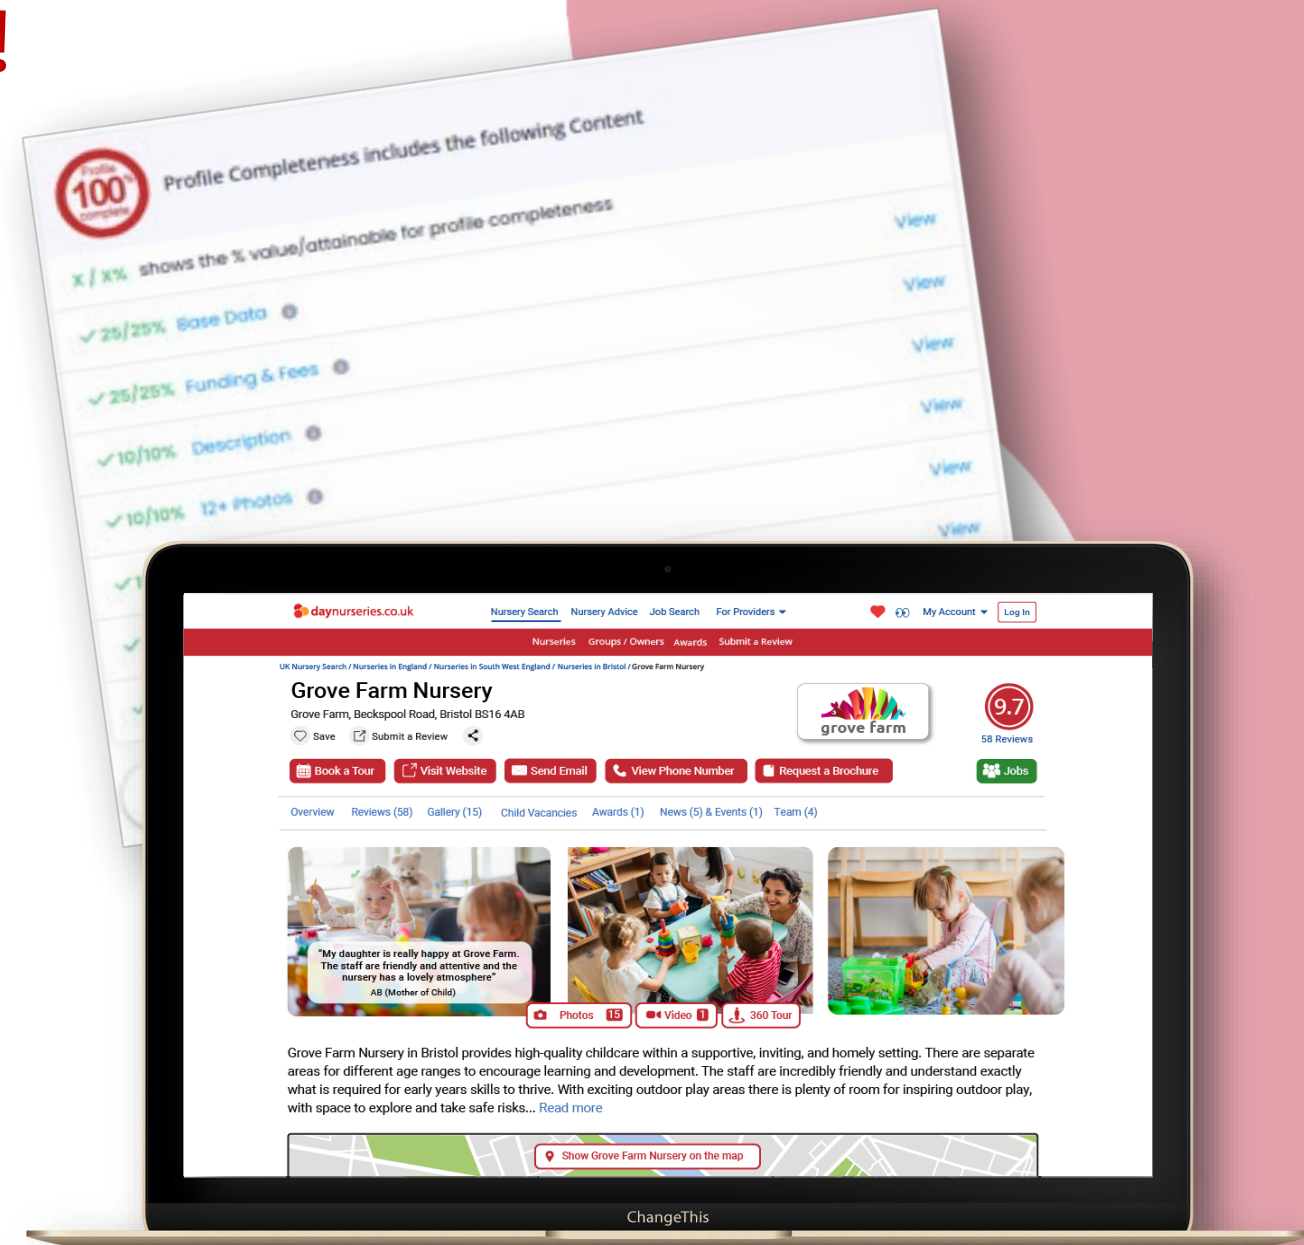 !
Profile
100%
complete
Profile Completeness includes the following Content
X / X% shows the % value/attainable for profile completeness
View
25/25% Base Data
View
25/25% Funding & Fees
View
10/10% Description
View
10/10% 12+ Photos
View
View
daynurseries.co.uk
Nursery Search Nursery Advice Job Search For Providers
My Account Log In
Nurseries Groups / Owners Awards Submit a Review
UK Nursery Search / Nurseries in England / Nurseries in South West England / Nurseries in Bristol / Grove Farm Nursery
Grove Farm Nursery
Grove Farm, Beckspool Road, Bristol BS16 4AB
Save Submit a Review
grove farm
9.7
58 Reviews
Book a Tour Visit Website Send Email View Phone Number Request a Brochure Jobs
Overview Reviews (58) Gallery (15) Child Vacancies Awards (1) News (5) & Events (1) Team (4)
“My daughter is really happy at Grove Farm.
The staff are friendly and attentive and the
nursery has a lovely atmosphere”
AB (Mother of Child)
Photos 15 Video 1 360 Tour
Grove Farm Nursery in Bristol provides high-quality childcare within a supportive, inviting, and homely setting. There are separate
areas for different age ranges to encourage learning and development. The staff are incredibly friendly and understand exactly
what is required for early years skills to thrive. With exciting outdoor play areas there is plenty of room for inspiring outdoor play,
with space to explore and take safe risks... Read more
Show Grove Farm Nursery on the map
ChangeThis